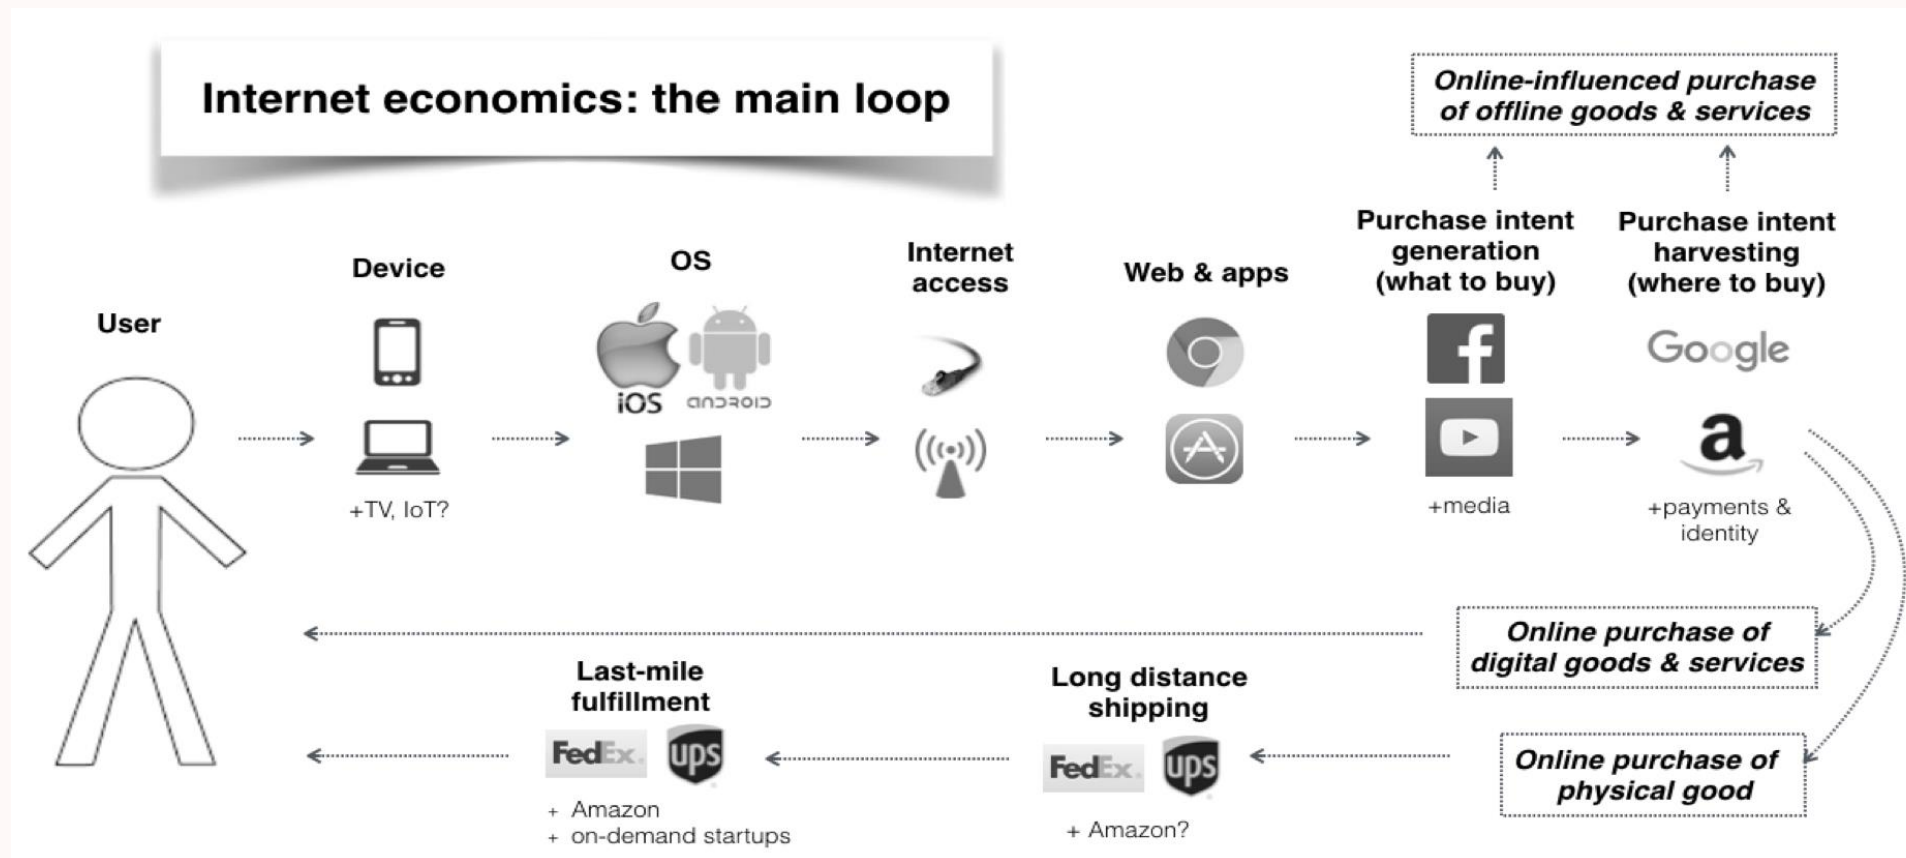 Internet economics: the main loop
Online-influenced purchase
of offline goods & services
User
Device
+TV, IoT?
OS
iOS
ANDROID
Internet
access
Web & apps
Purchase intent
generation
(what to buy)
f
+media
Purchase intent
harvesting
(where to buy)
Google
a
+payments &
identity
Online purchase of
digital goods & services
Last-mile
fulfillment
FedEx.
ups
+ Amazon
+ on-demand startups
Long distance
shipping
FedEx.
ups
+ Amazon?
Online purchase of
physical good